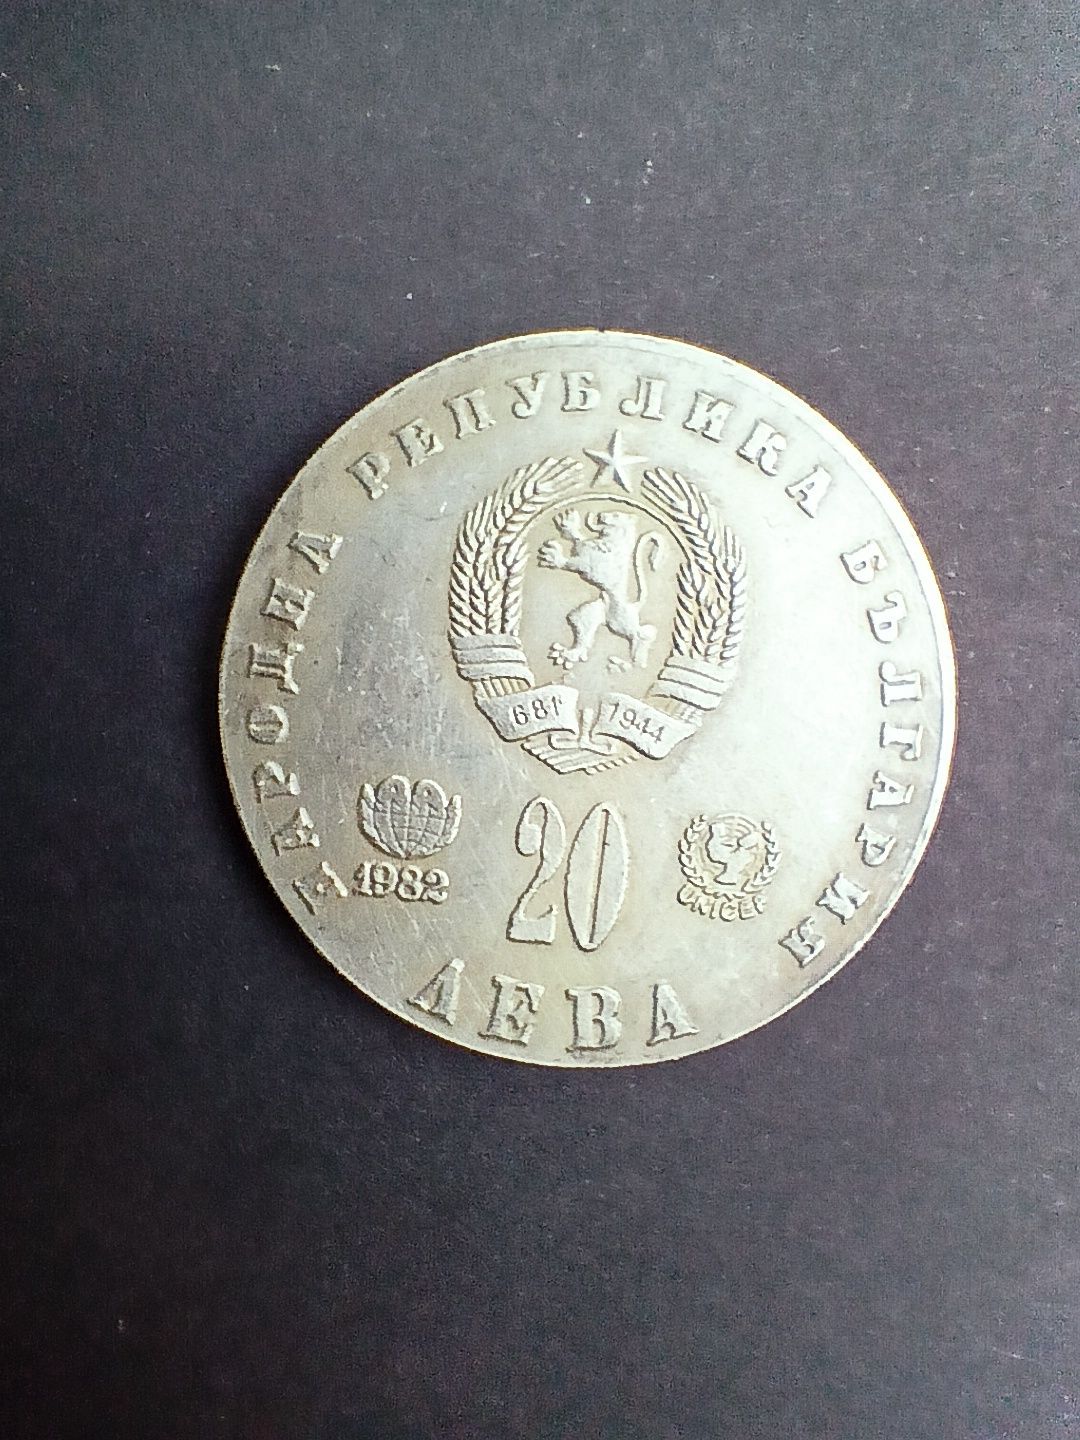 НАРОДНА РЕПУБЛИКА БЪЛГАРИЯ
681 1944
1982
20
UNICEF
ЛЕВА